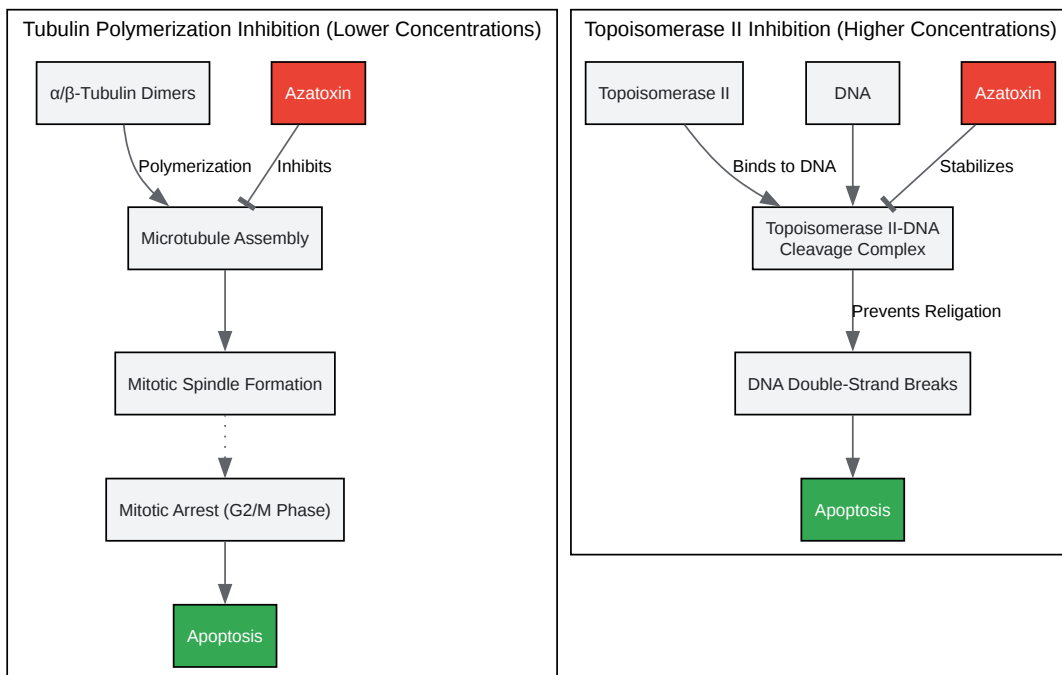 Tubulin Polymerization Inhibition (Lower Concentrations)
α/β-Tubulin Dimers
Azatoxin
Polymerization
Inhibits
Microtubule Assembly
Mitotic Spindle Formation
Mitotic Arrest (G2/M Phase)
Apoptosis
Topoisomerase II Inhibition (Higher Concentrations)
Topoisomerase II
DNA
Azatoxin
Binds to DNA
Stabilizes
Topoisomerase II-DNA
Cleavage Complex
Prevents Religation
DNA Double-Strand Breaks
Apoptosis